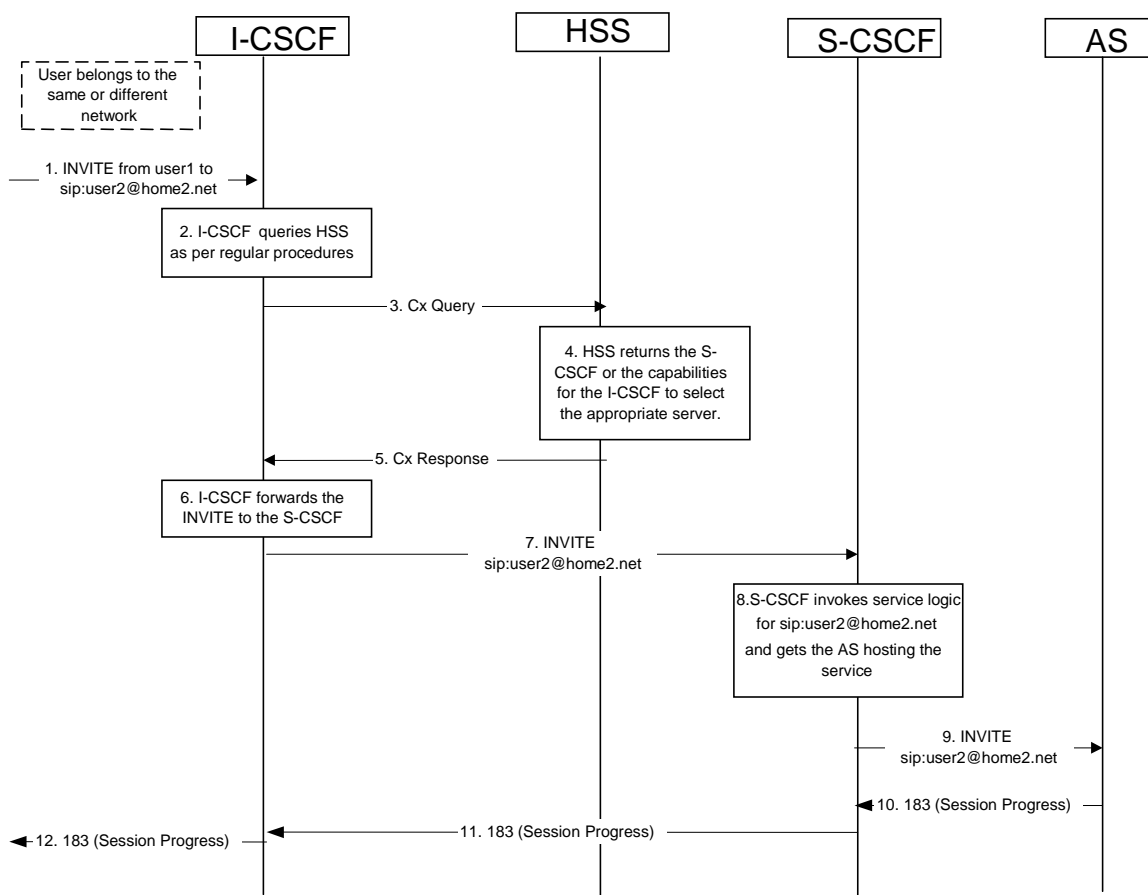 I-CSCF
HSS
S-CSCF
AS
User belongs to the
same or different
network
1. INVITE from user1 to
sip:user2@home2.net
2. I-CSCF queries HSS
as per regular procedures
3. Cx Query
4. HSS returns the S-
CSCF or the capabilities
for the I-CSCF to select
the appropriate server.
5. Cx Response
6. I-CSCF forwards the
INVITE to the S-CSCF
7. INVITE
sip:user2@home2.net
8.S-CSCF invokes service logic
for sip:user2@home2.net
and gets the AS hosting the
service
9. INVITE
sip:user2@home2.net
10. 183 (Session Progress)
11. 183 (Session Progress)
12. 183 (Session Progress)